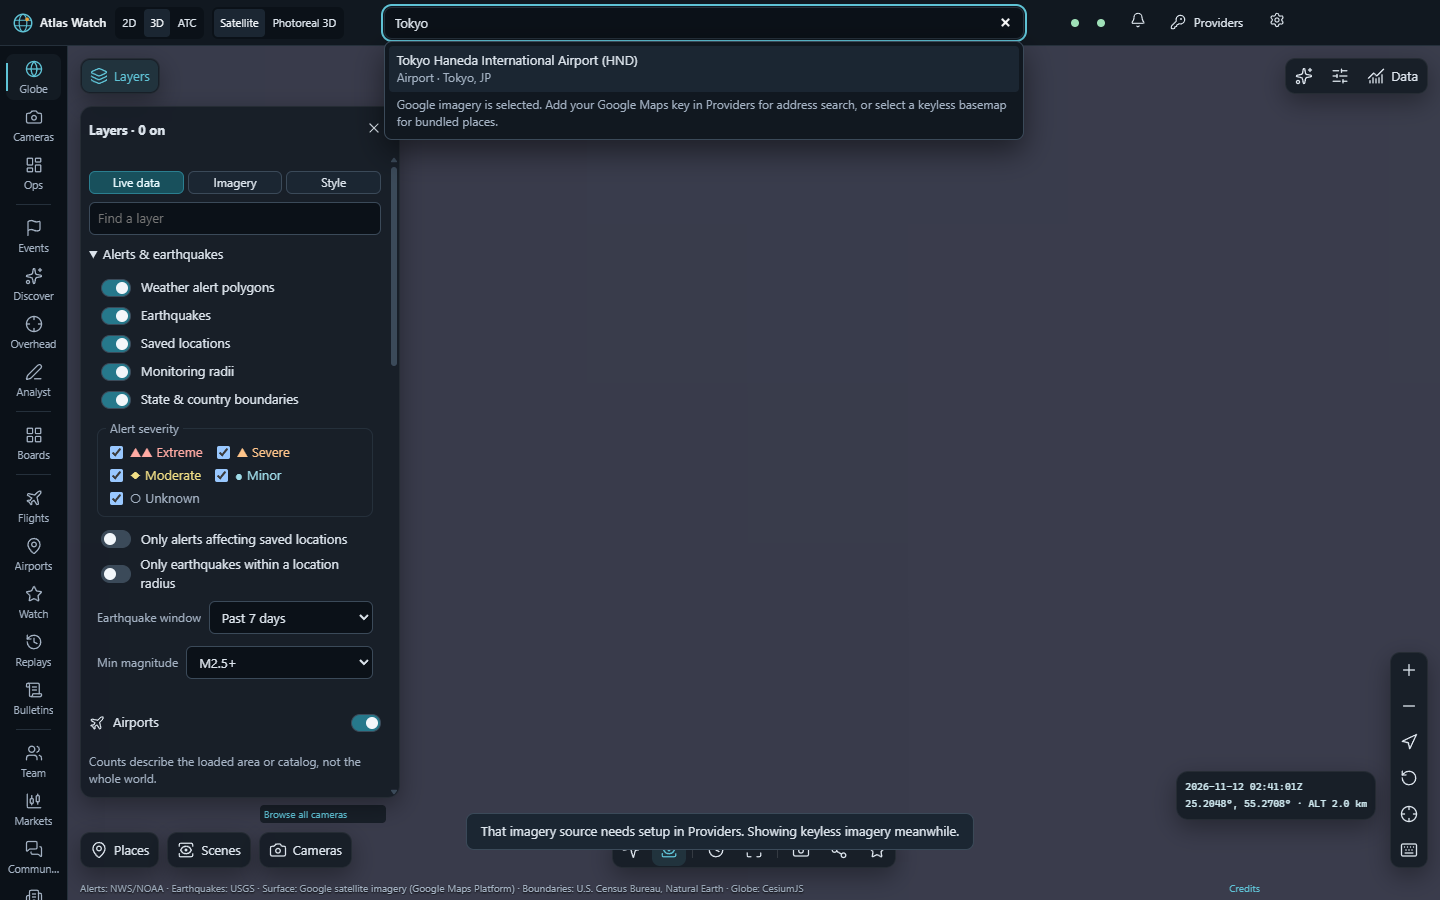 Atlas Watch
2D
3D
ATC
Satellite
Photoreal 3D
Tokyo
Providers
Tokyo Haneda International Airport (HND)
Airport · Tokyo, JP
Google imagery is selected. Add your Google Maps key in Providers for address search, or select a keyless basemap
for bundled places.
Globe
Cameras
Ops
Events
Discover
Overhead
Analyst
Boards
Flights
Airports
Watch
Replays
Bulletins
Team
Markets
Commun...
Layers
Data
Layers · 0 on
Live data
Imagery
Style
Find a layer
Alerts & earthquakes
Weather alert polygons
Earthquakes
Saved locations
Monitoring radii
State & country boundaries
Alert severity
Extreme
Severe
Moderate
Minor
Unknown
Only alerts affecting saved locations
Only earthquakes within a location
radius
Earthquake window
Past 7 days
Min magnitude
M2.5+
Airports
Counts describe the loaded area or catalog, not the
whole world.
Browse all cameras
Places
Scenes
Cameras
That imagery source needs setup in Providers. Showing keyless imagery meanwhile.
2026-11-12 02:41:01Z
25.2048°, 55.2708° · ALT 2.0 km
Alerts: NWS/NOAA · Earthquakes: USGS · Surface: Google satellite imagery (Google Maps Platform) · Boundaries: U.S. Census Bureau, Natural Earth · Globe: CesiumJS
Credits